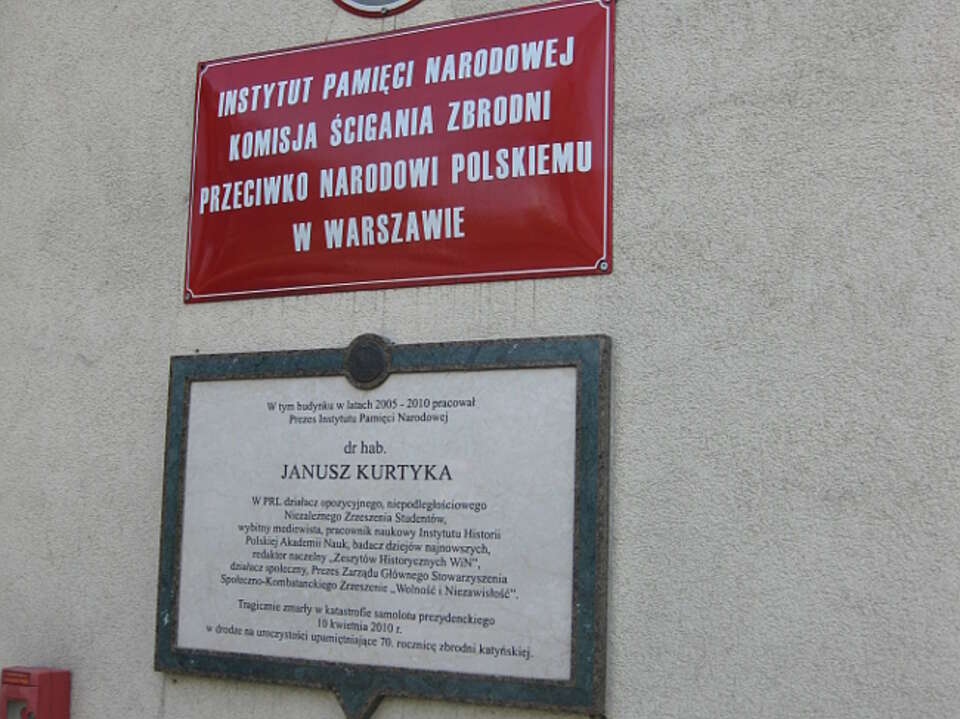 INSTYTUT PAMIĘCI NARODOWEJ
KOMISJA ŚCIGANIA ZBRODNI
PRZECIWKO NARODOWI POLSKIEMU
W WARSZAWIE
W tym budynku w latach 2005 - 2010 pracował
Prezes Instytutu Pamięci Narodowej
dr hab.
JANUSZ KURTYKA
W PRL działacz opozycyjnego, niepodległościowego
Niezależnego Zrzeszenia Studentów,
wybitny mediewista, pracownik naukowy Instytutu Historii
Polskiej Akademii Nauk, badacz dziejów najnowszych,
redaktor naczelny „Zeszytów Historycznych WiN”,
działacz społeczny, Prezes Zarządu Głównego Stowarzyszenia
Społeczno-Kombatanckiego Zrzeszenie „Wolność i Niezawisłość”.
Tragicznie zmarły w katastrofie samolotu prezydenckiego
10 kwietnia 2010 r.
w drodze na uroczystości upamiętniające 70. rocznicę zbrodni katyńskiej.